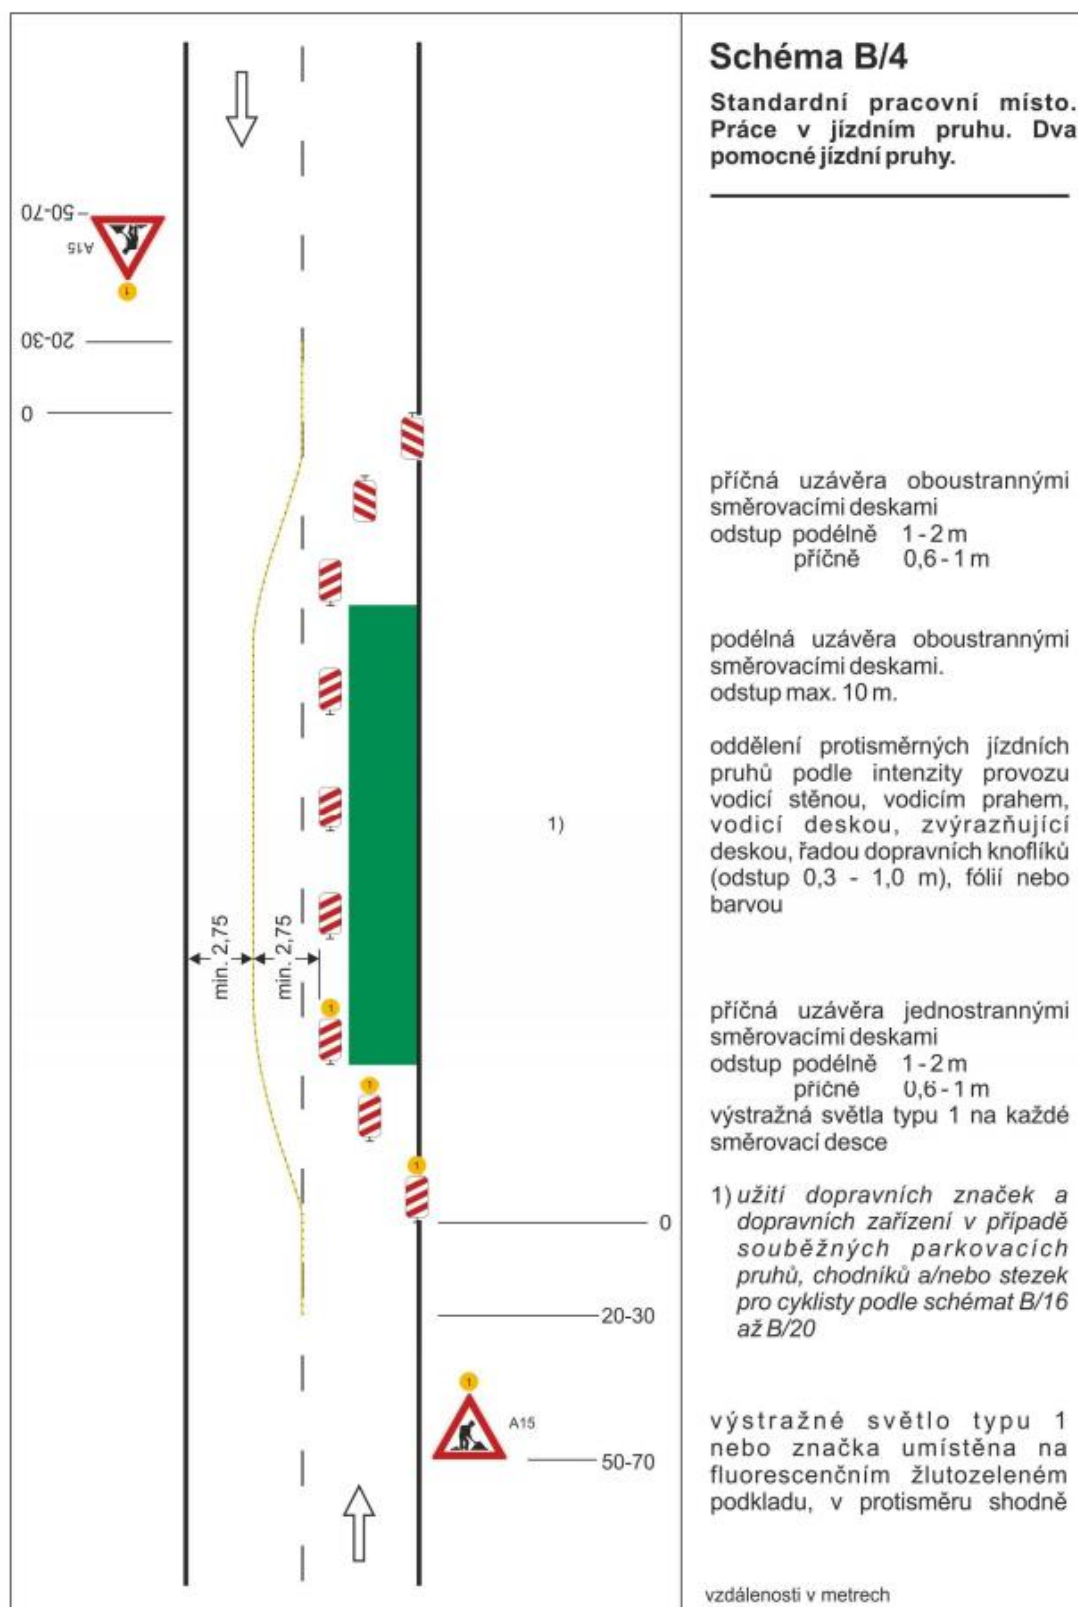 Schéma B/4
Standardní pracovní místo.
Práce v jízdním pruhu. Dva
pomocné jízdní pruhy.
50-70
A15
1
20-30
0
příčná uzávěra oboustrannými
směrovacími deskami
odstup podélně 1 - 2 m
příčně 0,6 - 1 m
podélná uzávěra oboustrannými
směrovacími deskami.
odstup max. 10 m.
oddělení protisměrných jízdních
pruhů podle intenzity provozu
vodicí stěnou, vodicím prahem,
vodicí deskou, zvýrazňující
deskou, řadou dopravních knoflíků
(odstup 0,3 - 1,0 m), fólií nebo
barvou
1)
min. 2,75
min. 2,75
1
příčná uzávěra jednostrannými
směrovacími deskami
odstup podélně 1 - 2 m
příčně 0,6 - 1 m
výstražná světla typu 1 na každé
směrovací desce
1
1
0
1) užití dopravních značek a
dopravních zařízení v případě
souběžných parkovacích
pruhů, chodníků a/nebo stezek
pro cyklisty podle schémat B/16
až B/20
20-30
1
A15
50-70
výstražné světlo typu 1
nebo značka umístěna na
fluorescenčním žlutozeleném
podkladu, v protisměru shodně
vzdálenosti v metrech